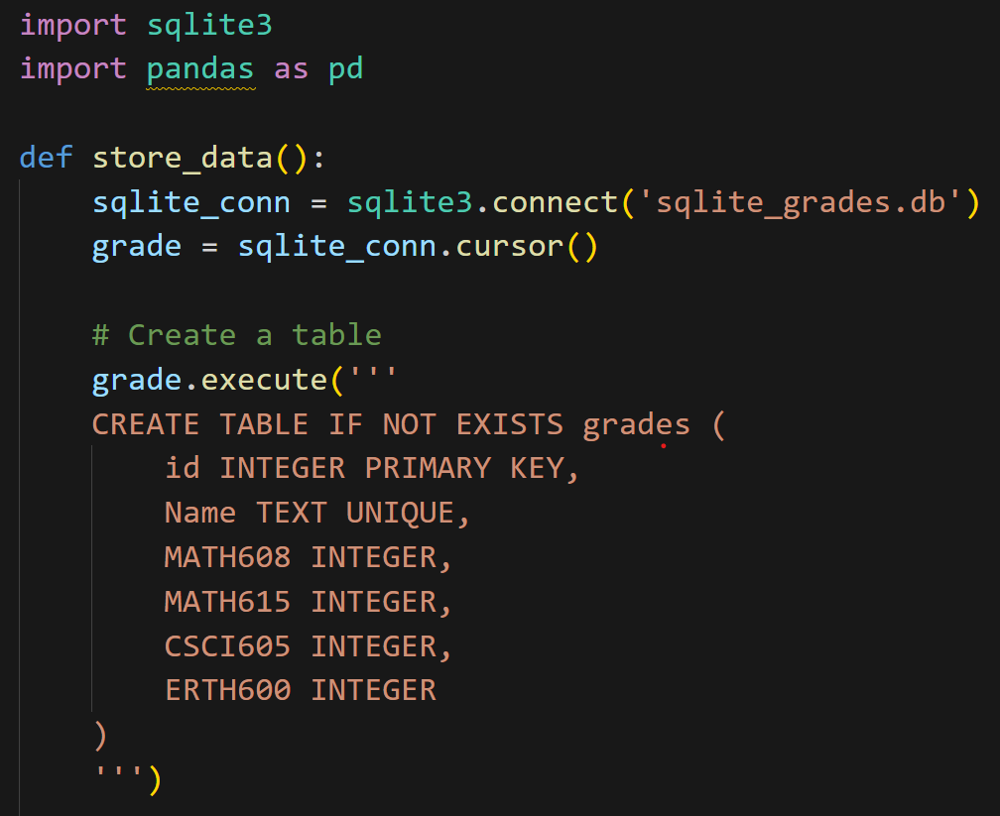 import sqlite3
import pandas as pd
def store_data():
sqlite_conn = sqlite3.connect('sqlite_grades.db')
grade = sqlite_conn.cursor()
# Create a table
grade.execute('''
CREATE TABLE IF NOT EXISTS grades (
id INTEGER PRIMARY KEY,
Name TEXT UNIQUE,
MATH608 INTEGER,
MATH615 INTEGER,
CSCI605 INTEGER,
ERTH600 INTEGER
)
''')